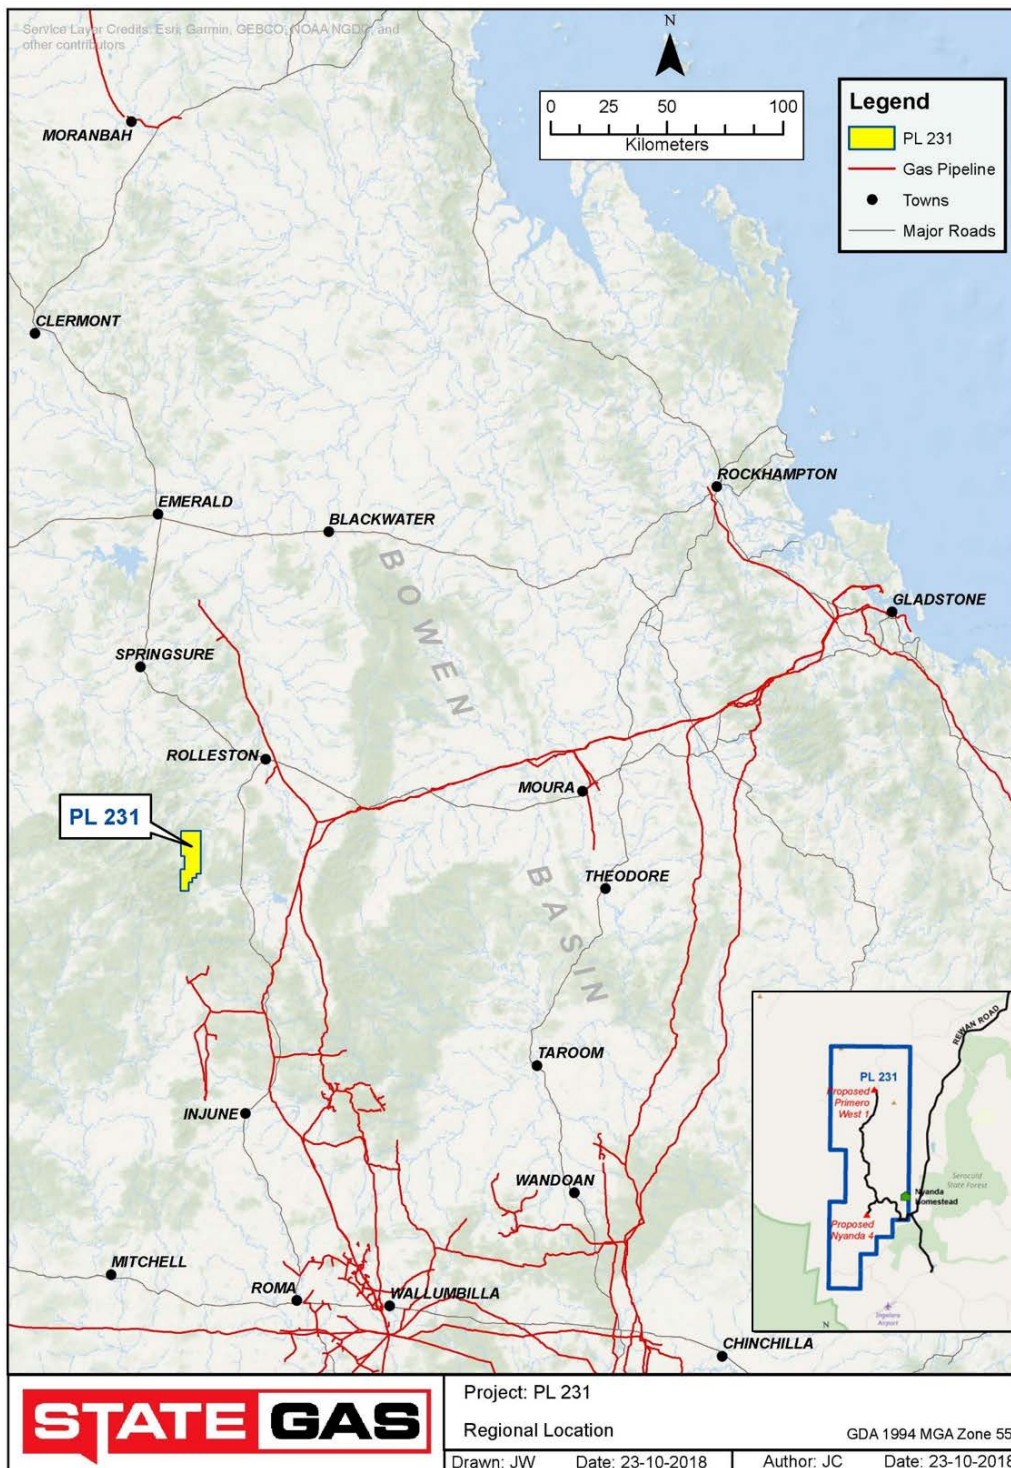 Service Layer Credits: Esri, Garmin, GEBCO, NOAA NGDC, and
other contributors
N
0 25 50 100
Kilometers
Legend
PL 231
Gas Pipeline
Towns
Major Roads
MORANBAH
CLERMONT
ROCKHAMPTON
EMERALD
BLACKWATER
BOWEN
GLADSTONE
SPRINGSURE
ROLLESTON
MOURA
PL 231
THEODORE
BASIN
TAROOM
INJUNE
WANDOAN
MITCHELL
ROMA
WALLUMBILLA
CHINCHILLA
REWAN ROAD
PL 231
Proposed
Primero
West 1
Serocold
State Forest
Nyanda
Homestead
Proposed
Nyanda 4
Airport
N
STATE GAS
Project: PL 231
Regional Location
GDA 1994 MGA Zone 55
Drawn: JW Date: 23-10-2018 Author: JC Date: 23-10-2018